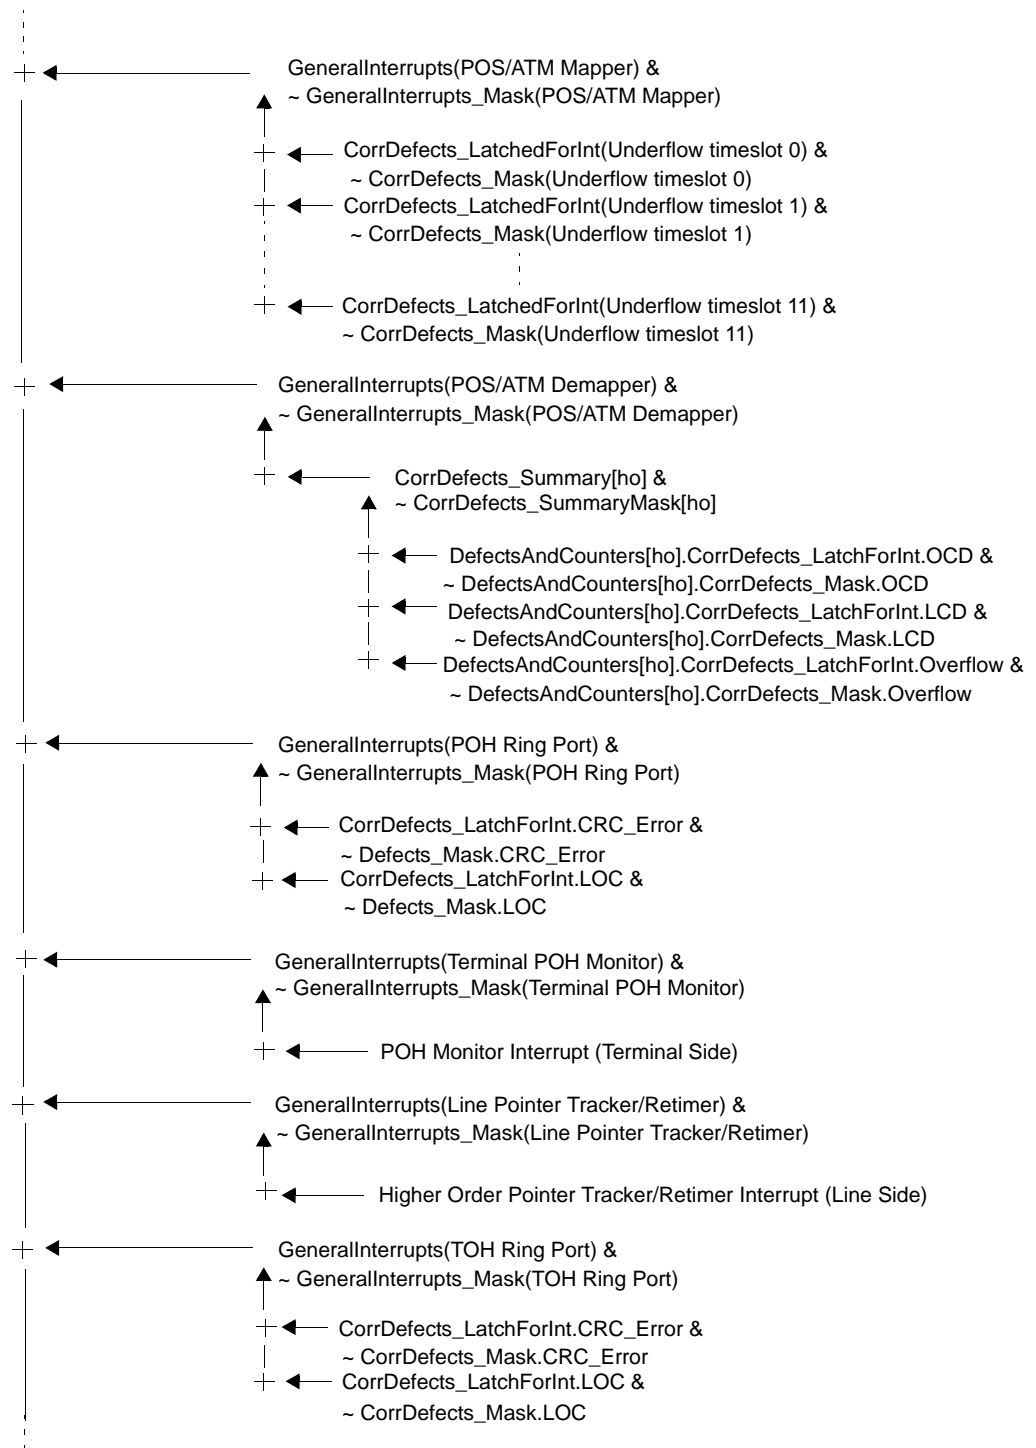 GeneralInterrupts(POS/ATM Mapper) &
~ GeneralInterrupts_Mask(POS/ATM Mapper)
CorrDefects_LatchedForInt(Underflow timeslot 0) &
~ CorrDefects_Mask(Underflow timeslot 0)
CorrDefects_LatchedForInt(Underflow timeslot 1) &
~ CorrDefects_Mask(Underflow timeslot 1)
CorrDefects_LatchedForInt(Underflow timeslot 11) &
~ CorrDefects_Mask(Underflow timeslot 11)
GeneralInterrupts(POS/ATM Demapper) &
~ GeneralInterrupts_Mask(POS/ATM Demapper)
CorrDefects_Summary[ho] &
~ CorrDefects_SummaryMask[ho]
DefectsAndCounters[ho].CorrDefects_LatchForInt.OCD &
~ DefectsAndCounters[ho].CorrDefects_Mask.OCD
DefectsAndCounters[ho].CorrDefects_LatchForInt.LCD &
~ DefectsAndCounters[ho].CorrDefects_Mask.LCD
DefectsAndCounters[ho].CorrDefects_LatchForInt.Overflow &
~ DefectsAndCounters[ho].CorrDefects_Mask.Overflow
GeneralInterrupts(POH Ring Port) &
~ GeneralInterrupts_Mask(POH Ring Port)
CorrDefects_LatchForInt.CRC_Error &
~ Defects_Mask.CRC_Error
CorrDefects_LatchForInt.LOC &
~ Defects_Mask.LOC
GeneralInterrupts(Terminal POH Monitor) &
~ GeneralInterrupts_Mask(Terminal POH Monitor)
POH Monitor Interrupt (Terminal Side)
GeneralInterrupts(Line Pointer Tracker/Retimer) &
~ GeneralInterrupts_Mask(Line Pointer Tracker/Retimer)
Higher Order Pointer Tracker/Retimer Interrupt (Line Side)
GeneralInterrupts(TOH Ring Port) &
~ GeneralInterrupts_Mask(TOH Ring Port)
CorrDefects_LatchForInt.CRC_Error &
~ CorrDefects_Mask.CRC_Error
CorrDefects_LatchForInt.LOC &
~ CorrDefects_Mask.LOC